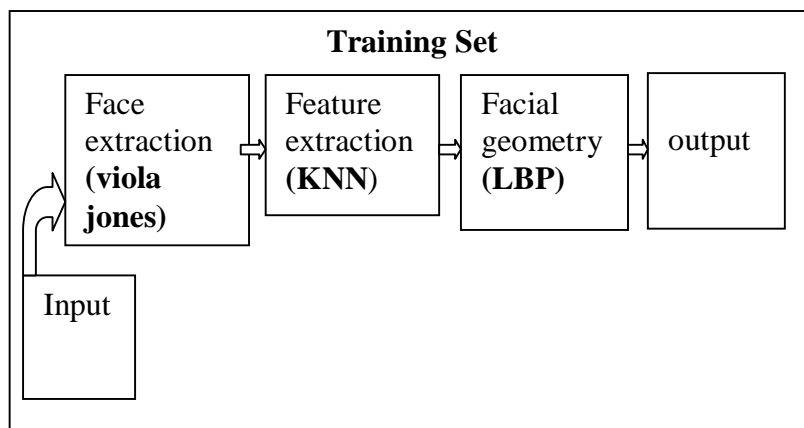 Training Set
Face
extraction
(viola
jones)
Feature
extraction
(KNN)
Facial
geometry
(LBP)
output
Input